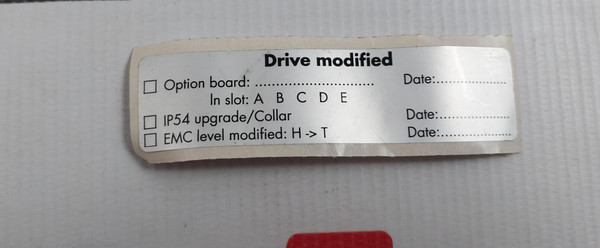 Drive modified
☐ Option board: .............................. Date:...................
In slot: A B C D E
☐ IP54 upgrade/Collar Date:...................
☐ EMC level modified: H -> T Date:...................